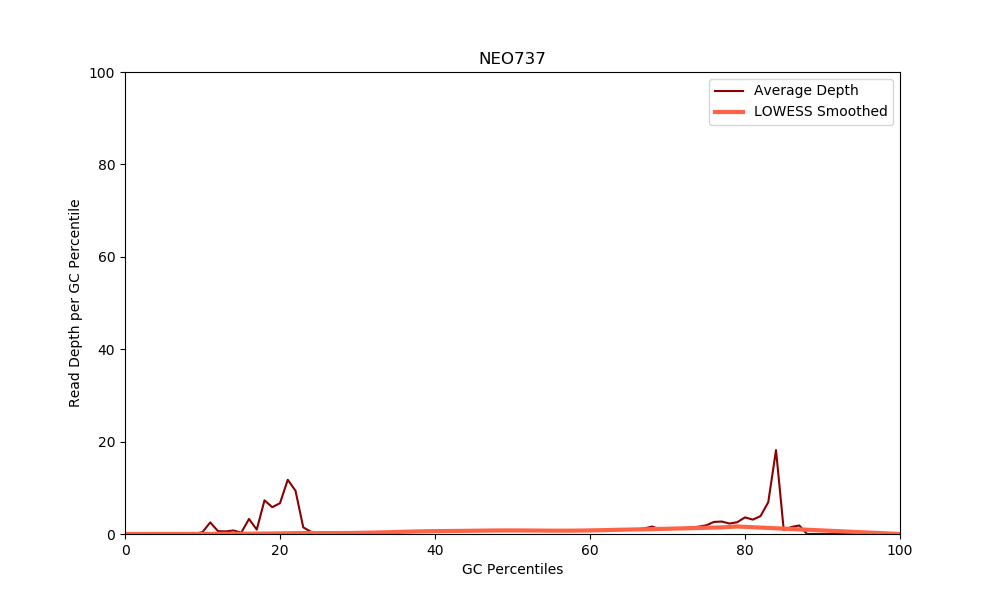 NEO737
100
80
60
40
20
0
Read Depth per GC Percentile
Average Depth
LOWESS Smoothed
0 20 40 60 80 100
GC Percentiles